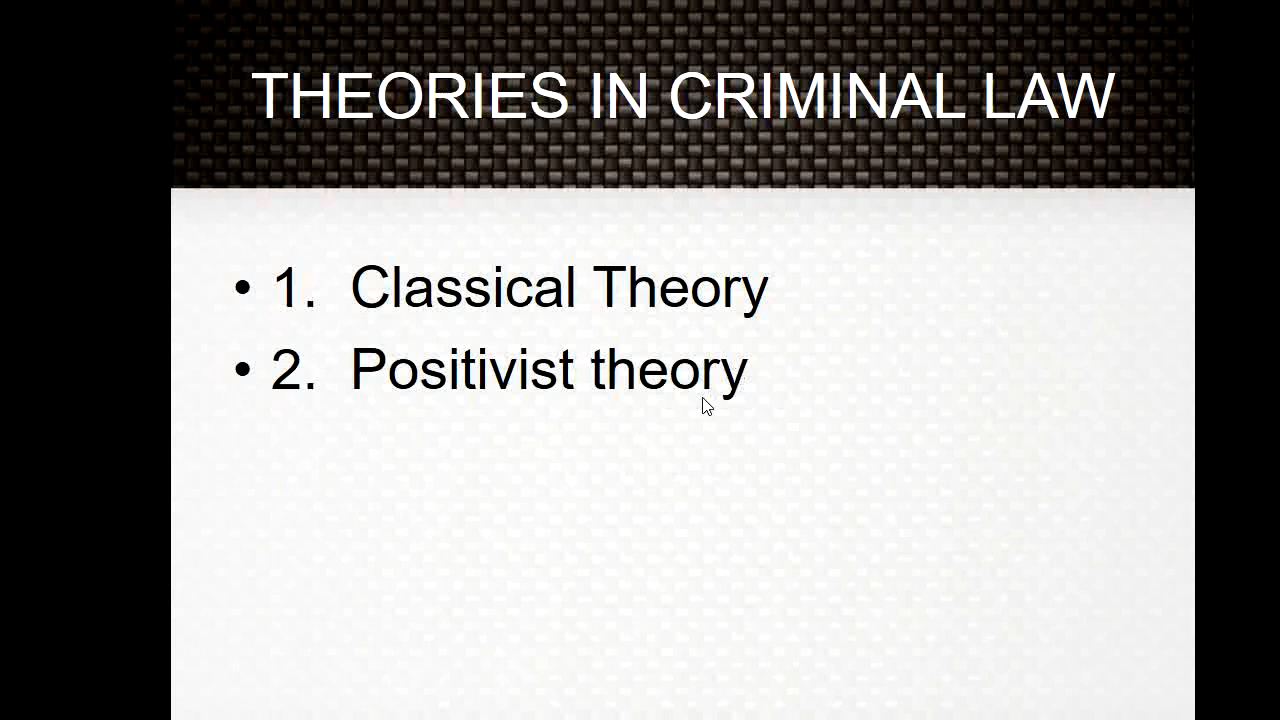 THEORIES IN CRIMINAL LAW
• 1. Classical Theory
• 2. Positivist theory